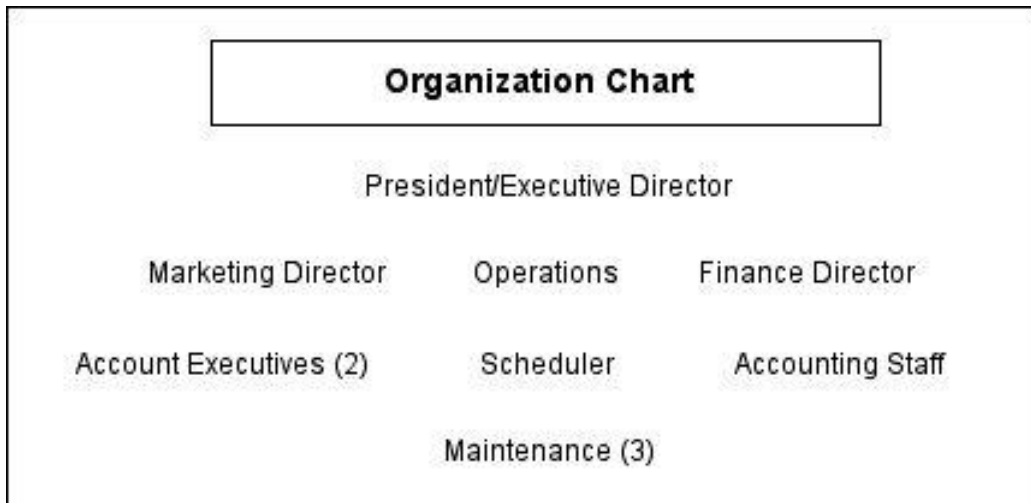 Organization Chart
President/Executive Director
Marketing Director Operations Finance Director
Account Executives (2) Scheduler Accounting Staff
Maintenance (3)